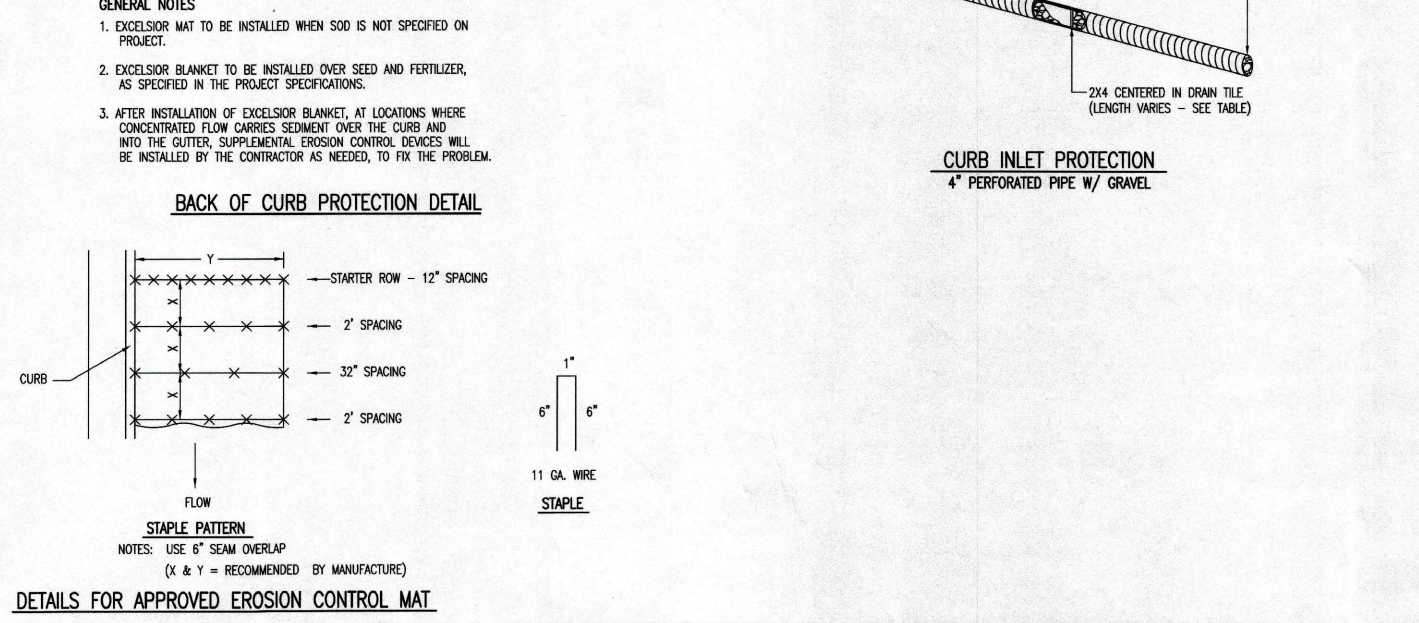 GENERAL NOTES
1. EXCELSIOR MAT TO BE INSTALLED WHEN SOD IS NOT SPECIFIED ON
PROJECT.
2. EXCELSIOR BLANKET TO BE INSTALLED OVER SEED AND FERTILIZER,
AS SPECIFIED IN THE PROJECT SPECIFICATIONS.
3. AFTER INSTALLATION OF EXCELSIOR BLANKET, AT LOCATIONS WHERE
CONCENTRATED FLOW CARRIES SEDIMENT OVER THE CURB AND
INTO THE GUTTER, SUPPLEMENTAL EROSION CONTROL DEVICES WILL
BE INSTALLED BY THE CONTRACTOR AS NEEDED, TO FIX THE PROBLEM.
BACK OF CURB PROTECTION DETAIL
2X4 CENTERED IN DRAIN TILE
(LENGTH VARIES - SEE TABLE)
CURB INLET PROTECTION
4" PERFORATED PIPE W/ GRAVEL
Y
STARTER ROW - 12" SPACING
X
2' SPACING
X
32" SPACING
X
2' SPACING
CURB
FLOW
STAPLE PATTERN
NOTES: USE 6" SEAM OVERLAP
(X & Y = RECOMMENDED BY MANUFACTURE)
DETAILS FOR APPROVED EROSION CONTROL MAT
1"
6" 6"
11 GA. WIRE
STAPLE